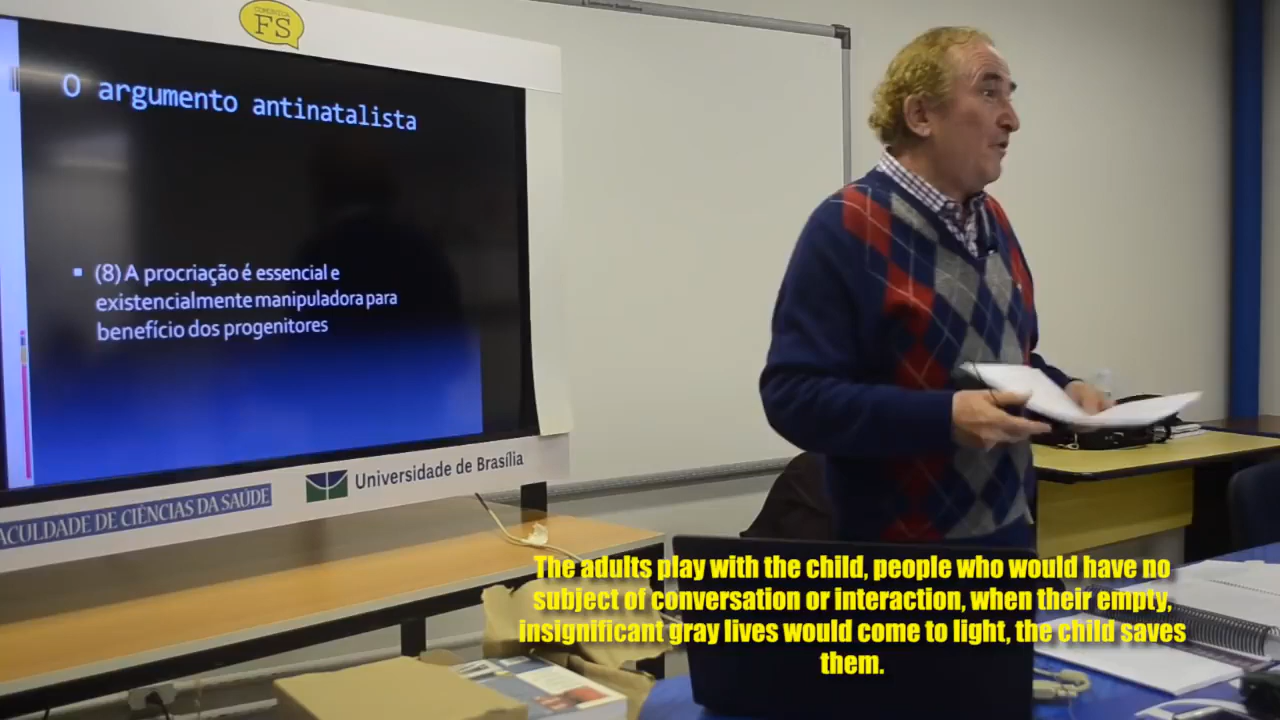 COMUNICA
FS
O argumento antinatalista
(8) A procriação é essencial e
existencialmente manipuladora para
benefício dos progenitores
ACULDADE DE CIÊNCIAS DA SAÚDE
Universidade de Brasília
The adults play with the child, people who would have no
subject of conversation or interaction, when their empty,
insignificant gray lives would come to light, the child saves
them.